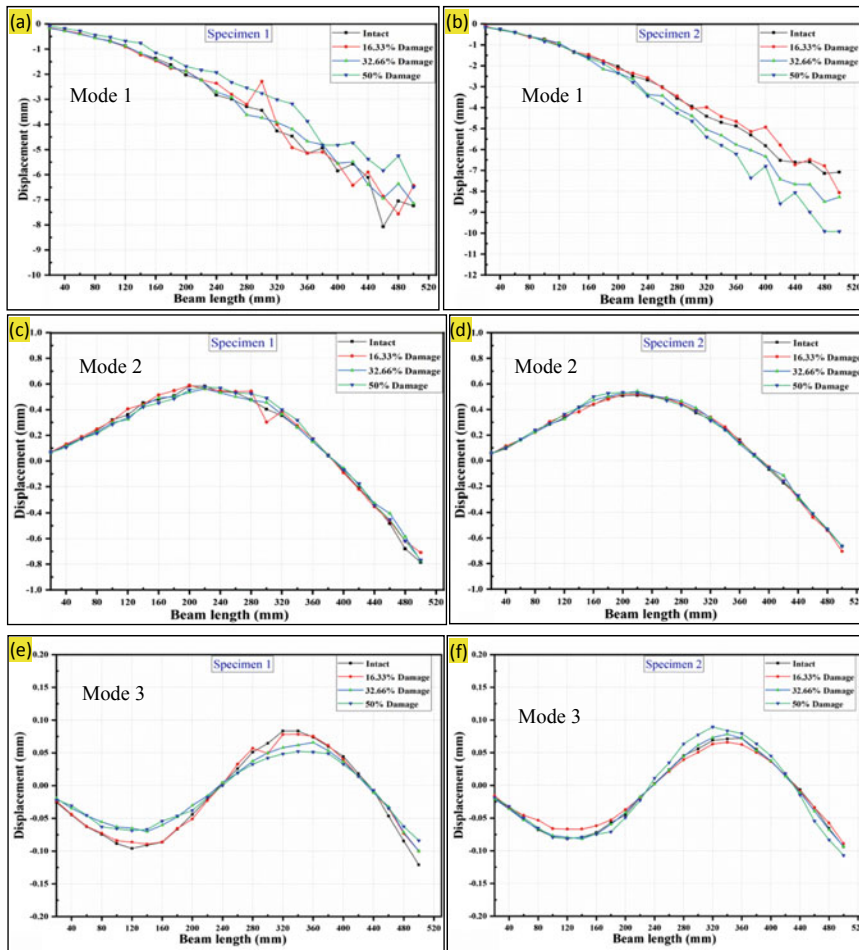 (a)
Specimen 1
Intact
16.33% Damage
32.66% Damage
50% Damage
Mode 1
Displacement (mm)
0
-1
-2
-3
-4
-5
-6
-7
-8
-9
-10
40 80 120 160 200 240 280 320 360 400 440 480 520
Beam length (mm)
(b)
Specimen 2
Intact
16.33% Damage
32.66% Damage
50% Damage
Mode 1
Displacement (mm)
0
-1
-2
-3
-4
-5
-6
-7
-8
-9
-10
-11
-12
40 80 120 160 200 240 280 320 360 400 440 480 520
Beam length (mm)
(c)
Specimen 1
Intact
16.33% Damage
32.66% Damage
50% Damage
Mode 2
Displacement (mm)
1.0
0.8
0.6
0.4
0.2
0.0
-0.2
-0.4
-0.6
-0.8
-1.0
40 80 120 160 200 240 280 320 360 400 440 480 520
Beam length (mm)
(d)
Specimen 2
Intact
16.33% Damage
32.66% Damage
50% Damage
Mode 2
Displacement (mm)
1.0
0.8
0.6
0.4
0.2
0.0
-0.2
-0.4
-0.6
-0.8
-1.0
40 80 120 160 200 240 280 320 360 400 440 480 520
Beam length (mm)
(e)
Specimen 1
Intact
16.33% Damage
32.66% Damage
50% Damage
Mode 3
Displacement (mm)
0.20
0.15
0.10
0.05
0.00
-0.05
-0.10
-0.15
-0.20
40 80 120 160 200 240 280 320 360 400 440 480 520
Beam length (mm)
(f)
Specimen 2
Intact
16.33% Damage
32.66% Damage
50% Damage
Mode 3
Displacement (mm)
0.20
0.15
0.10
0.05
0.00
-0.05
-0.10
-0.15
-0.20
40 80 120 160 200 240 280 320 360 400 440 480 520
Beam length (mm)